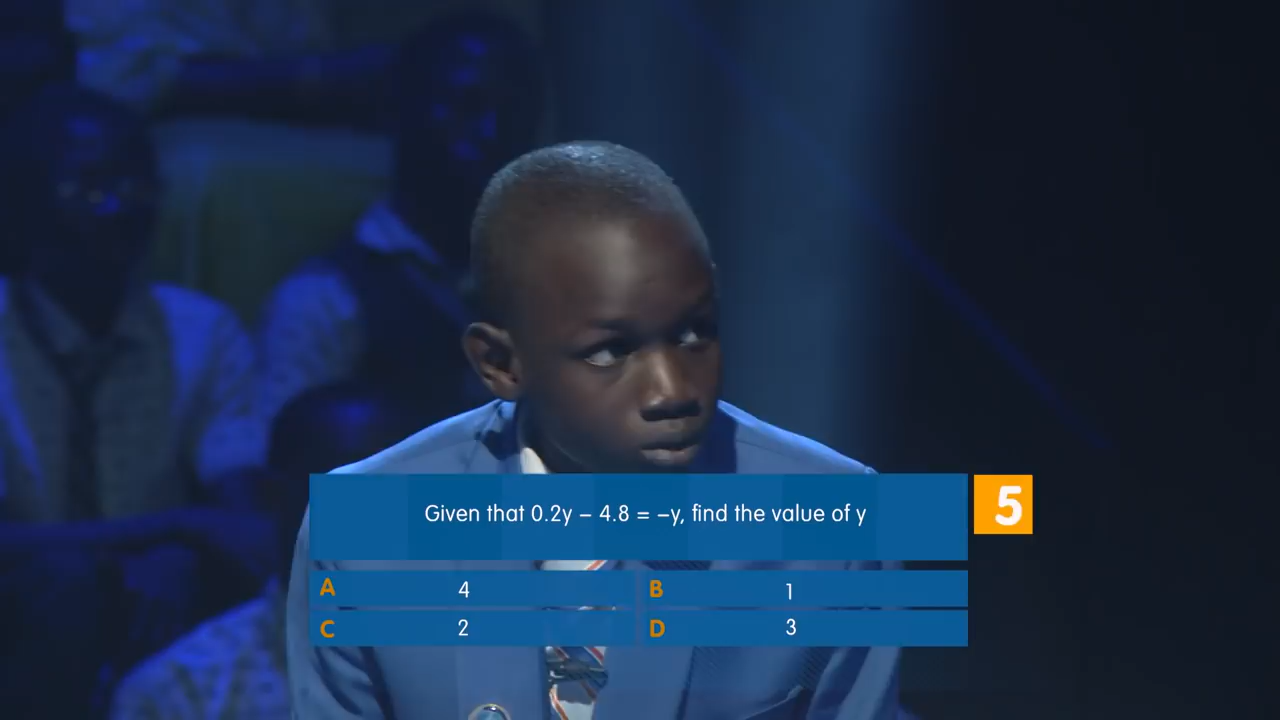 Given that 0.2y – 4.8 = –y, find the value of y
5
A 4
B 1
C 2
D 3